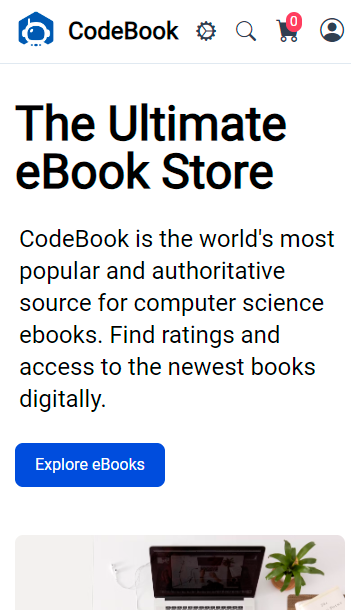 CodeBook
0
The Ultimate
eBook Store
CodeBook is the world's most
popular and authoritative
source for computer science
ebooks. Find ratings and
access to the newest books
digitally.
Explore eBooks